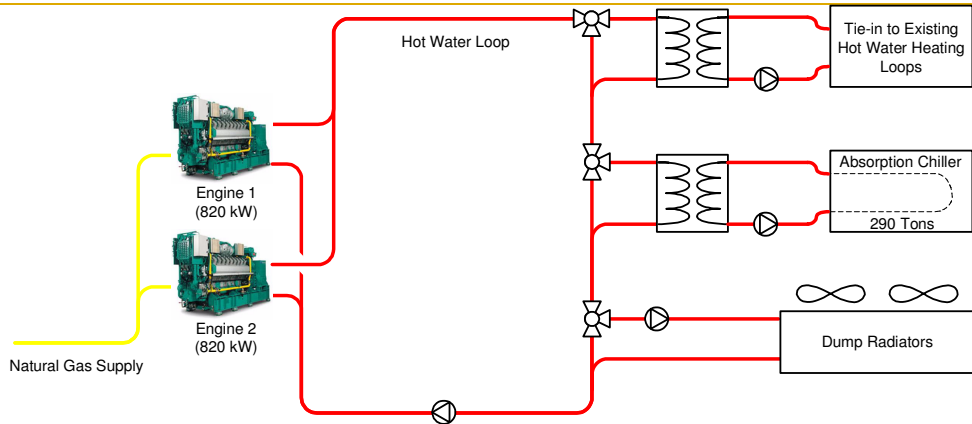 Hot Water Loop
Tie-in to Existing
Hot Water Heating
Loops
Engine 1
(820 kW)
Absorption Chiller
290 Tons
Engine 2
(820 kW)
Dump Radiators
Natural Gas Supply